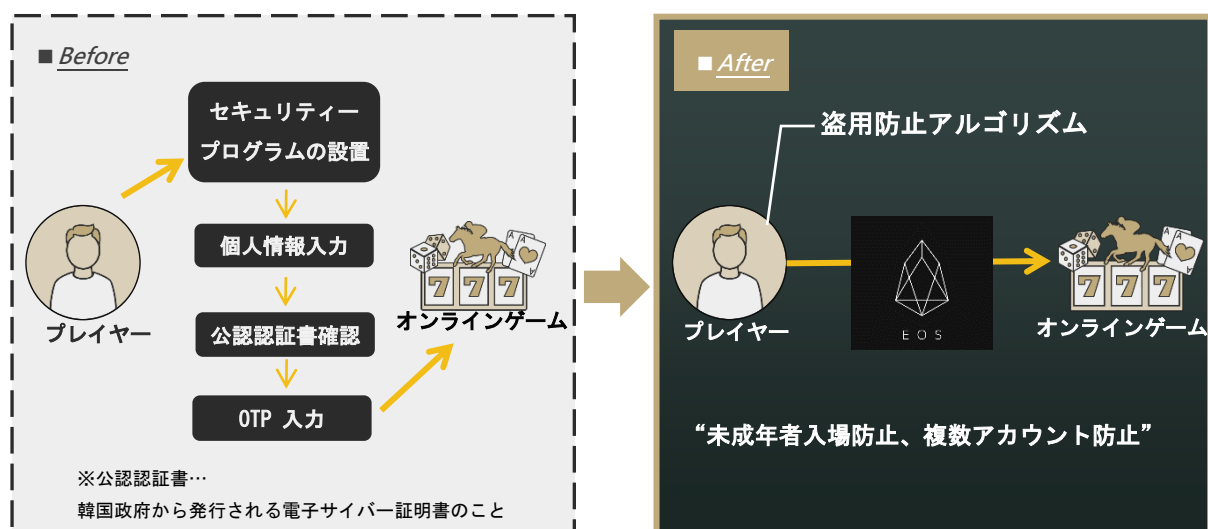 ■ Before
セキュリティー
プログラムの設置
個人情報入力
公認認証書確認
OTP 入力
プレイヤー
A
A
A
777
オンラインゲーム
※公認認証書…
韓国政府から発行される電子サイバー証明書のこと
■ After
盗用防止アルゴリズム
プレイヤー
EOS
A
A
A
777
オンラインゲーム
“未成年者入場防止、複数アカウント防止”